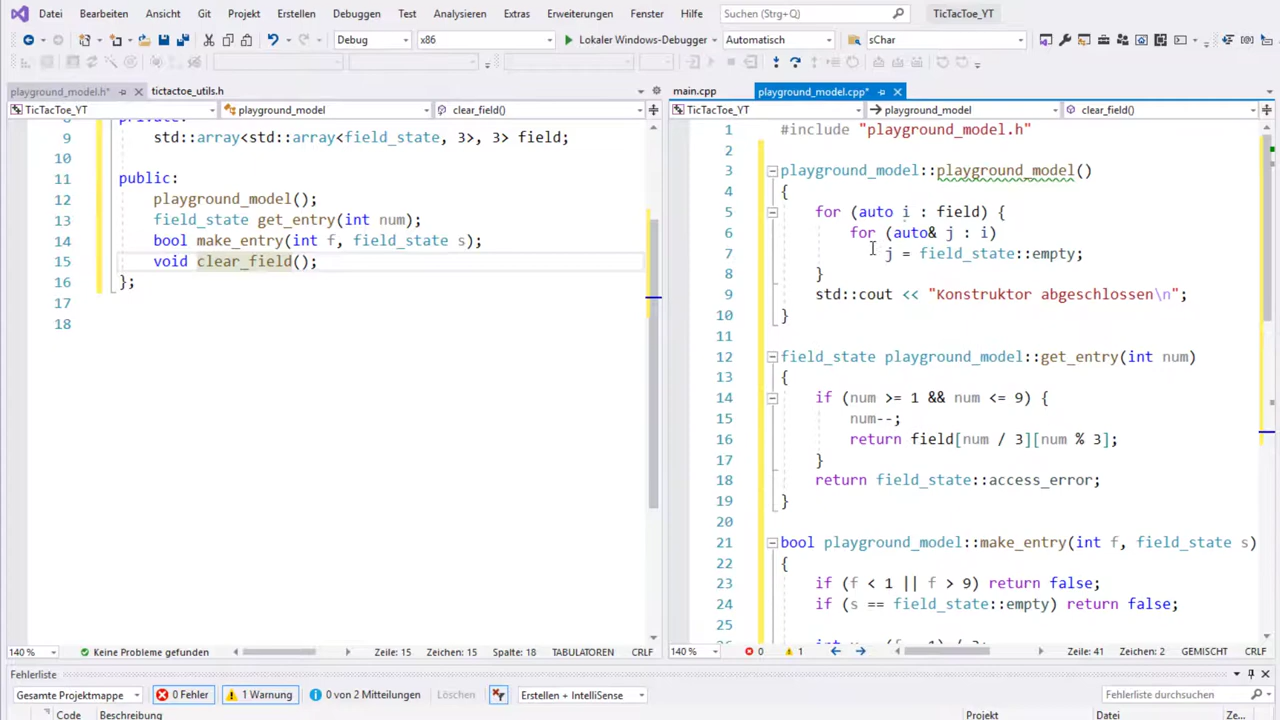 Datei Bearbeiten Ansicht Git Projekt Erstellen Debuggen Test Analysieren Extras Erweiterungen Fenster Hilfe Suchen (Strg+Q) TicTacToe_YT
Debug x86 Lokaler Windows-Debugger Automatisch sChar
playground_model.h* tictactoe_utils.h
TicTacToe_YT playground_model clear_field()
private:
9 std::array<std::array<field_state, 3>, 3> field;
10
11 public:
12 playground_model();
13 field_state get_entry(int num);
14 bool make_entry(int f, field_state s);
15 void clear_field();
16 };
17
18
140 % Keine Probleme gefunden Zeile: 15 Zeichen: 15 Spalte: 18 TABULATOREN CRLF
main.cpp playground_model.cpp*
TicTacToe_YT playground_model clear_field()
1 #include "playground_model.h"
2
3 playground_model::playground_model()
4 {
5 for (auto i : field) {
6 for (auto& j : i)
7 j = field_state::empty;
8 }
9 std::cout << "Konstruktor abgeschlossen\n";
10 }
11
12 field_state playground_model::get_entry(int num)
13 {
14 if (num >= 1 && num <= 9) {
15 num--;
16 return field[num / 3][num % 3];
17 }
18 return field_state::access_error;
19 }
20
21 bool playground_model::make_entry(int f, field_state s)
22 {
23 if (f < 1 || f > 9) return false;
24 if (s == field_state::empty) return false;
25
140 % 0 1 Zeile: 41 Zeichen: 2 GEMISCHT CRLF
Fehlerliste
Gesamte Projektmappe 0 Fehler 1 Warnung 0 von 2 Mitteilungen Löschen Erstellen + IntelliSense Fehlerliste durchsuchen
Code Beschreibung Projekt Datei Ze...